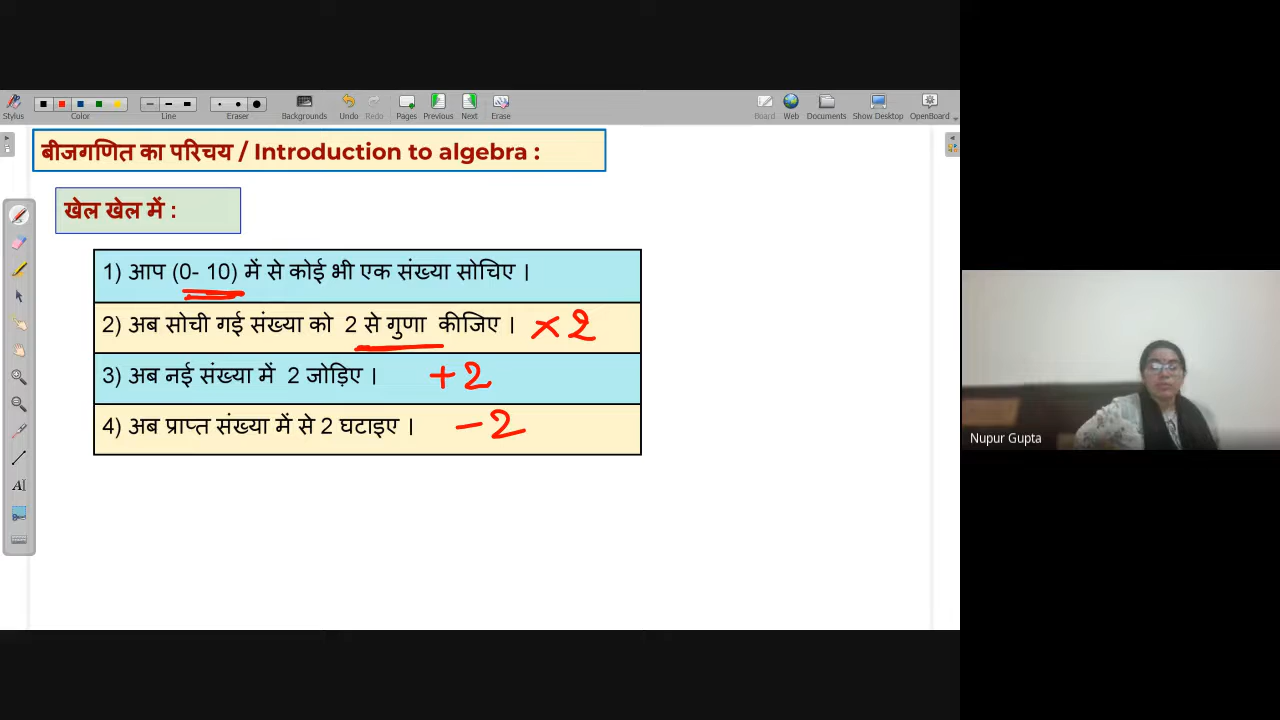 Stylus Color Line Eraser Backgrounds Undo Redo Pages Previous Next Erase Board Web Documents Show Desktop OpenBoard
बीजगणित का परिचय / Introduction to algebra :
खेल खेल में :
1) आप (0- 10) में से कोई भी एक संख्या सोचिए ।
2) अब सोची गई संख्या को 2 से गुणा कीजिए । ×2
3) अब नई संख्या में 2 जोड़िए । +2
4) अब प्राप्त संख्या में से 2 घटाइए । -2
Nupur Gupta